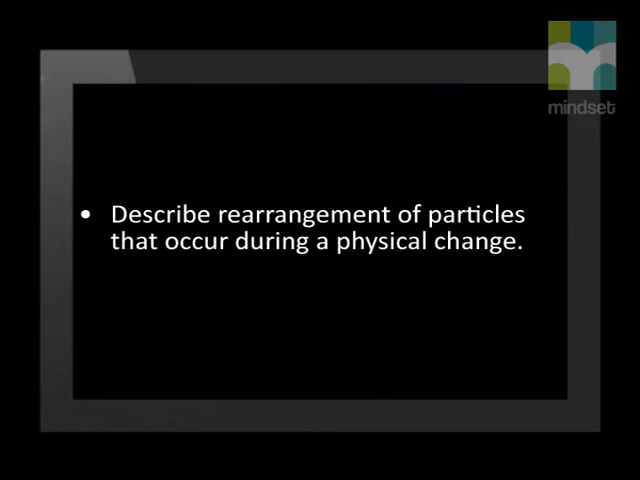 mindset
• Describe rearrangement of particles
that occur during a physical change.